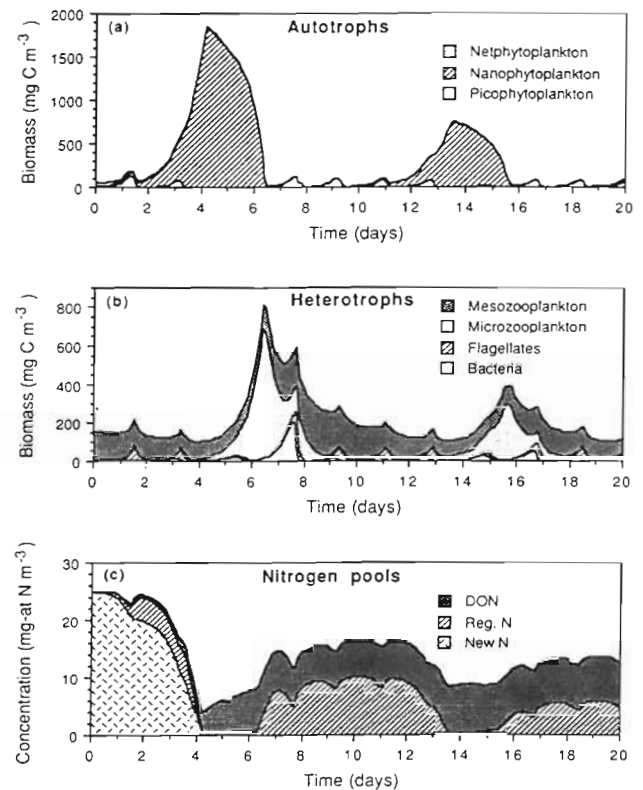 (a) Autotrophs
Netphytoplankton
Nanophytoplankton
Picophytoplankton
Biomass (mg C m⁻³)
2000
1500
1000
500
0
0 2 4 6 8 10 12 14 16 18 20
Time (days)
(b) Heterotrophs
Mesozooplankton
Microzooplankton
Flagellates
Bacteria
Biomass (mg C m⁻³)
800
600
400
200
0
0 2 4 6 8 10 12 14 16 18 20
Time (days)
(c) Nitrogen pools
DON
Reg. N
New N
Concentration (mg-at N m⁻³)
30
20
10
0
0 2 4 6 8 10 12 14 16 18 20
Time (days)